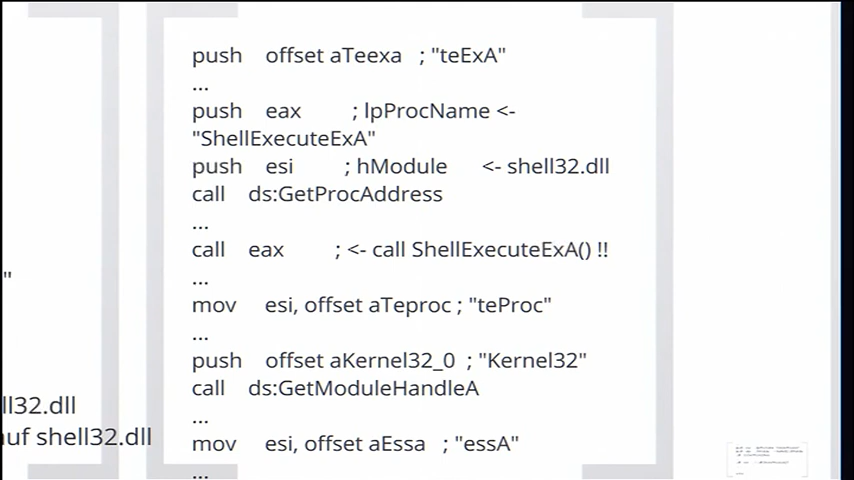 push offset aTeexa ; "teExA"
...
push eax ; lpProcName <-
"ShellExecuteExA"
push esi ; hModule <- shell32.dll
call ds:GetProcAddress
...
call eax ; <- call ShellExecuteExA() !!
...
mov esi, offset aTeproc ; "teProc"
...
push offset aKernel32_0 ; "Kernel32"
call ds:GetModuleHandleA
...
mov esi, offset aEssa ; "essA"
...
"
ll32.dll
auf shell32.dll